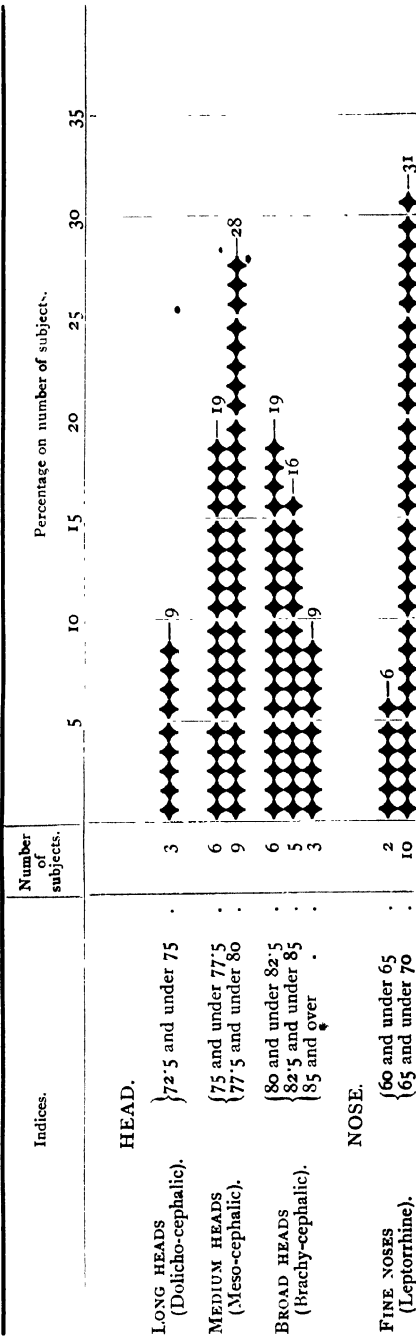 Indices.
Number
of
subjects.
Percentage on number of subjects.
5 10 15 20 25 30 35
HEAD.
LONG HEADS
(Dolicho-cephalic). 72·5 and under 75 . 3 9
MEDIUM HEADS 75 and under 77·5 . 6 19
(Meso-cephalic). 77·5 and under 80 . 9 28
BROAD HEADS 80 and under 82·5 . 6 19
(Brachy-cephalic). 82·5 and under 85 . 5 16
85 and over . . 3 9
NOSE.
FINE NOSES 60 and under 65 . 2 6
(Leptorrhine). 65 and under 70 . 10 31